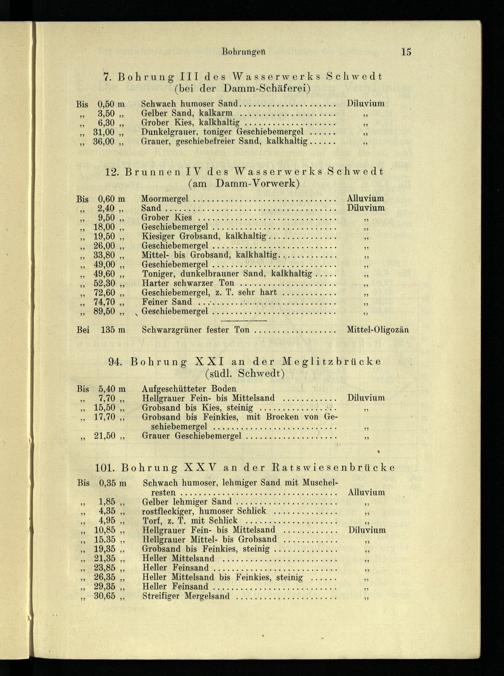 Bohrungen 15
7. Bohrung III des Wasserwerks Schwedt
(bei der Damm-Schäferei)
Bis 0,50 m Schwach humoser Sand . . . . . . . . . . Diluvium
„ 3,50 „ Gelber Sand, kalkarm . . . . . . . . . . „
„ 6,30 „ Grober Kies, kalkhaltig . . . . . . . . . . „
„ 31,00 „ Dunkelgrauer, toniger Geschiebemergel . . . . . . „
„ 36,00 „ Grauer, geschiebefreier Sand, kalkhaltig . . . . . . „
12. Brunnen IV des Wasserwerks Schwedt
(am Damm-Vorwerk)
Bis 0,60 m Moormergel . . . . . . . . . . Alluvium
„ 2,40 „ Sand . . . . . . . . . . Diluvium
„ 9,50 „ Grober Kies . . . . . . . . . . „
„ 18,00 „ Geschiebemergel . . . . . . . . . . „
„ 19,50 „ Kiesiger Grobsand, kalkhaltig . . . . . . . . . . „
„ 26,00 „ Geschiebemergel . . . . . . . . . . „
„ 33,80 „ Mittel- bis Grobsand, kalkhaltig . . . . . . . . . . „
„ 49,00 „ Geschiebemergel . . . . . . . . . . „
„ 49,60 „ Toniger, dunkelbrauner Sand, kalkhaltig . . . . . „
„ 52,30 „ Harter schwarzer Ton . . . . . . . . . . „
„ 72,60 „ Geschiebemergel, z. T. sehr hart . . . . . . . . . . „
„ 74,70 „ Feiner Sand . . . . . . . . . . „
„ 89,50 „ Geschiebemergel . . . . . . . . . . „
Bei 135 m Schwarzgrüner fester Ton . . . . . . . . . . Mittel-Oligozän
94. Bohrung XXI an der Meglitzbrücke
(südl. Schwedt)
Bis 5,40 m Aufgeschütteter Boden
„ 7,70 „ Hellgrauer Fein- bis Mittelsand . . . . . . . . . . Diluvium
„ 15,50 „ Grobsand bis Kies, steinig . . . . . . . . . . „
„ 17,70 „ Grobsand bis Feinkies, mit Brocken von Ge-
schiebemergel . . . . . . . . . . „
„ 21,50 „ Grauer Geschiebemergel . . . . . . . . . . „
101. Bohrung XXV an der Ratswiesenbrücke
Bis 0,35 m Schwach humoser, lehmiger Sand mit Muschel-
resten . . . . . . . . . . Alluvium
„ 1,85 „ Gelber lehmiger Sand . . . . . . . . . . „
„ 4,35 „ rostfleckiger, humoser Schlick . . . . . . . . . . „
„ 4,95 „ Torf, z. T. mit Schlick . . . . . . . . . . „
„ 10,85 „ Hellgrauer Fein- bis Mittelsand . . . . . . . . . . Diluvium
„ 15,35 „ Hellgrauer Mittel- bis Grobsand . . . . . . . . . . „
„ 19,35 „ Grobsand bis Feinkies, steinig . . . . . . . . . . „
„ 21,35 „ Heller Mittelsand . . . . . . . . . . „
„ 23,85 „ Heller Feinsand . . . . . . . . . . „
„ 26,35 „ Heller Mittelsand bis Feinkies, steinig . . . . . . „
„ 29,35 „ Heller Feinsand . . . . . . . . . . „
„ 30,65 „ Streifiger Mergelsand . . . . . . . . . . „